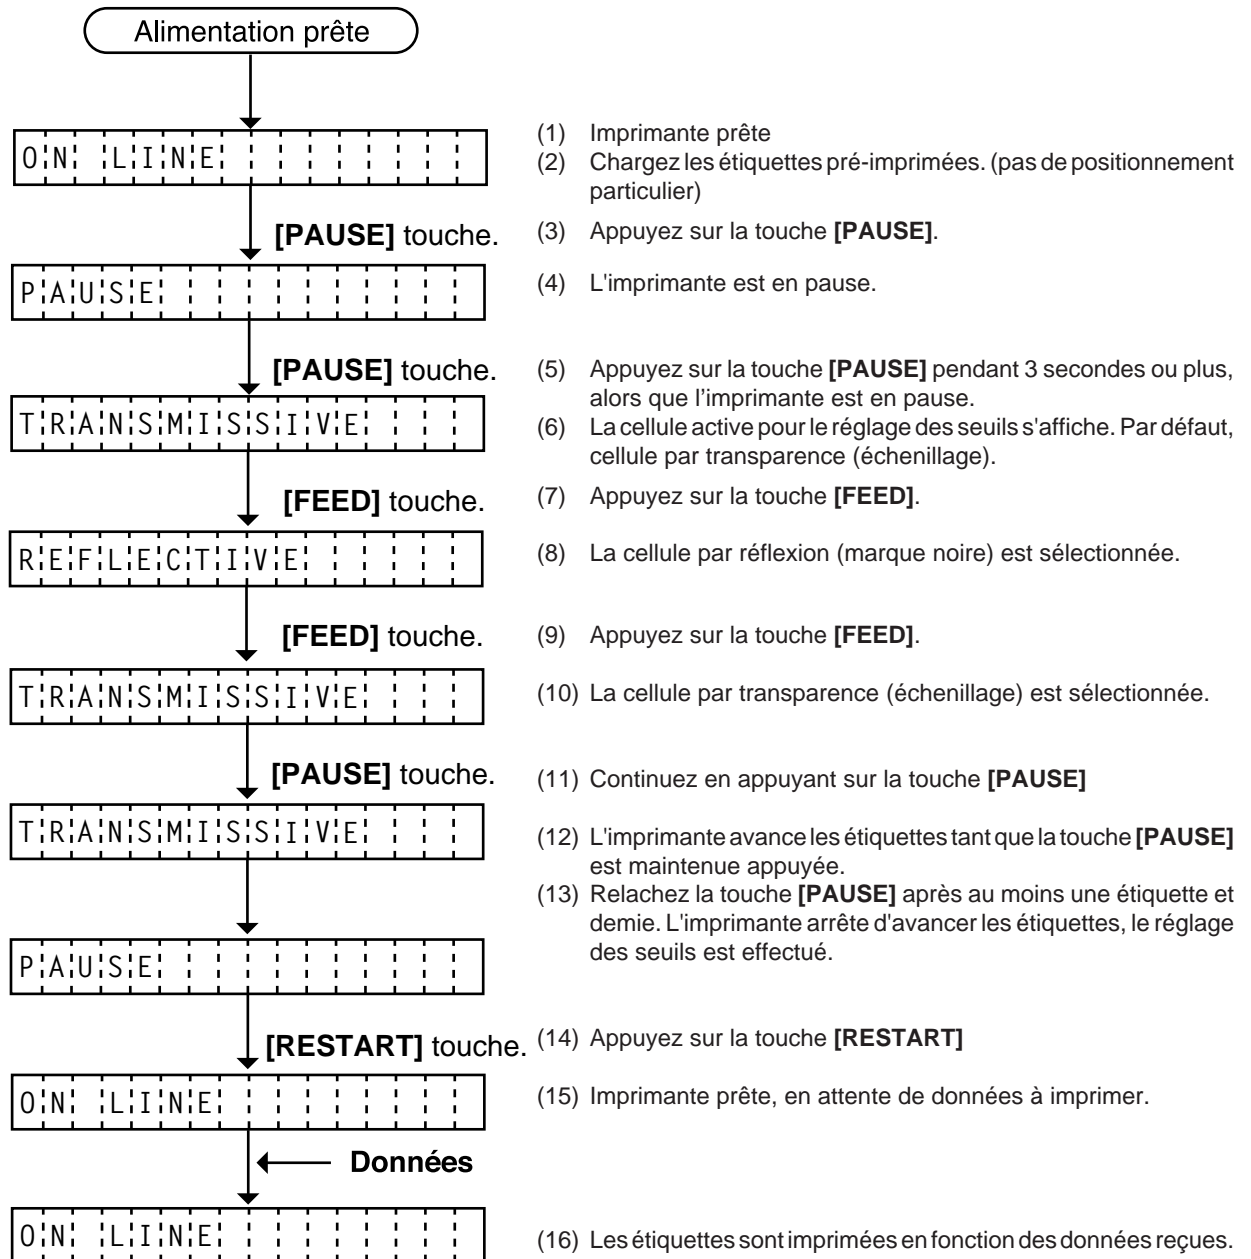 Alimentation prête
ON LINE
(1) Imprimante prête
(2) Chargez les étiquettes pré-imprimées. (pas de positionnement
particulier)
[PAUSE] touche.
(3) Appuyez sur la touche [PAUSE].
PAUSE
(4) L'imprimante est en pause.
[PAUSE] touche.
(5) Appuyez sur la touche [PAUSE] pendant 3 secondes ou plus,
alors que l'imprimante est en pause.
TRANSMISSIVE
(6) La cellule active pour le réglage des seuils s'affiche. Par défaut,
cellule par transparence (échenillage).
[FEED] touche.
(7) Appuyez sur la touche [FEED].
REFLECTIVE
(8) La cellule par réflexion (marque noire) est sélectionnée.
[FEED] touche.
(9) Appuyez sur la touche [FEED].
TRANSMISSIVE
(10) La cellule par transparence (échenillage) est sélectionnée.
[PAUSE] touche.
(11) Continuez en appuyant sur la touche [PAUSE]
TRANSMISSIVE
(12) L'imprimante avance les étiquettes tant que la touche [PAUSE]
est maintenue appuyée.
(13) Relachez la touche [PAUSE] après au moins une étiquette et
demie. L'imprimante arrête d'avancer les étiquettes, le réglage
des seuils est effectué.
PAUSE
[RESTART] touche.
(14) Appuyez sur la touche [RESTART]
ON LINE
(15) Imprimante prête, en attente de données à imprimer.
Données
ON LINE
(16) Les étiquettes sont imprimées en fonction des données reçues.